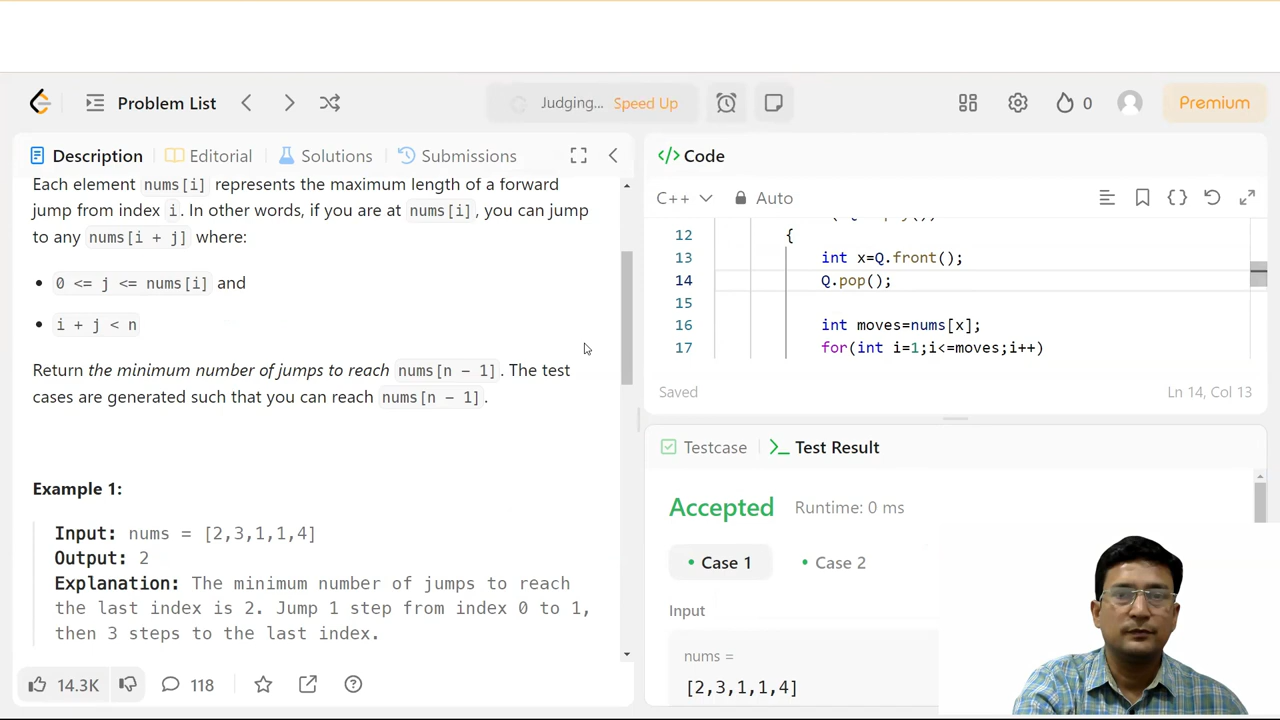 Problem List
Judging... Speed Up
0
Premium
Description
Editorial
Solutions
Submissions
Each element nums[i] represents the maximum length of a forward
jump from index i. In other words, if you are at nums[i], you can jump
to any nums[i + j] where:
• 0 <= j <= nums[i] and
• i + j < n
Return the minimum number of jumps to reach nums[n - 1]. The test
cases are generated such that you can reach nums[n - 1].
Example 1:
Input: nums = [2,3,1,1,4]
Output: 2
Explanation: The minimum number of jumps to reach
the last index is 2. Jump 1 step from index 0 to 1,
then 3 steps to the last index.
14.3K
118
</> Code
C++
Auto
12 {
13 int x=Q.front();
14 Q.pop();
15
16 int moves=nums[x];
17 for(int i=1;i<=moves;i++)
Saved
Ln 14, Col 13
Testcase
>_ Test Result
Accepted Runtime: 0 ms
• Case 1 • Case 2
Input
nums =
[2,3,1,1,4]